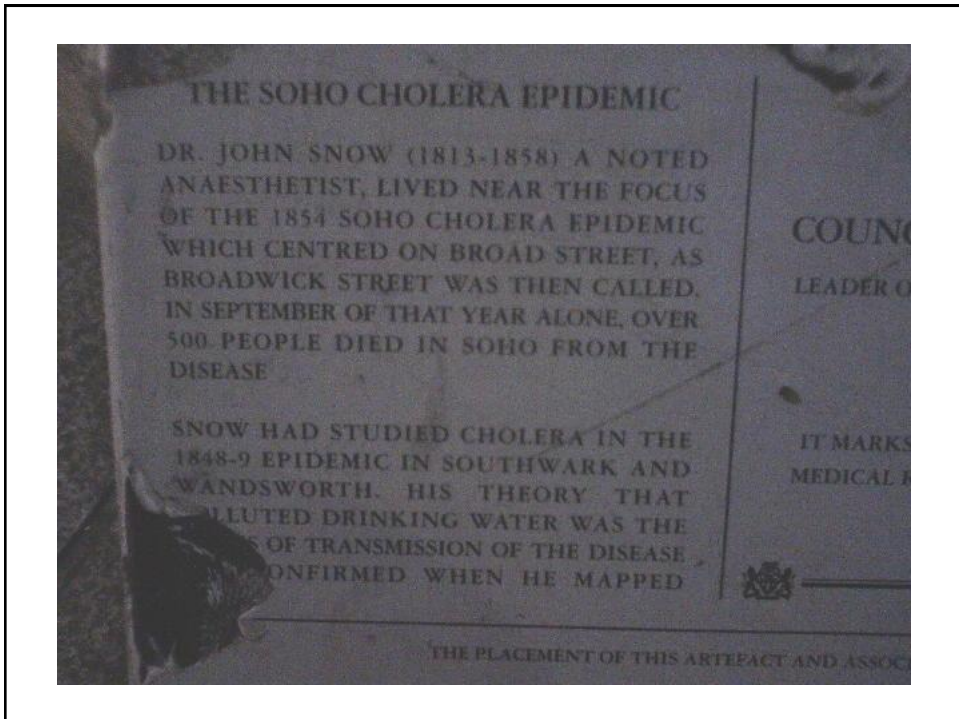 THE SOHO CHOLERA EPIDEMIC
DR. JOHN SNOW (1813-1858) A NOTED
ANAESTHETIST, LIVED NEAR THE FOCUS
OF THE 1854 SOHO CHOLERA EPIDEMIC
WHICH CENTRED ON BROAD STREET, AS
BROADWICK STREET WAS THEN CALLED.
IN SEPTEMBER OF THAT YEAR ALONE, OVER
500 PEOPLE DIED IN SOHO FROM THE
DISEASE
SNOW HAD STUDIED CHOLERA IN THE
1848-9 EPIDEMIC IN SOUTHWARK AND
WANDSWORTH. HIS THEORY THAT
LLUTED DRINKING WATER WAS THE
S OF TRANSMISSION OF THE DISEASE
ONFIRMED WHEN HE MAPPED
COUNC
LEADER O
IT MARKS
MEDICAL R
THE PLACEMENT OF THIS ARTEFACT AND ASSOC